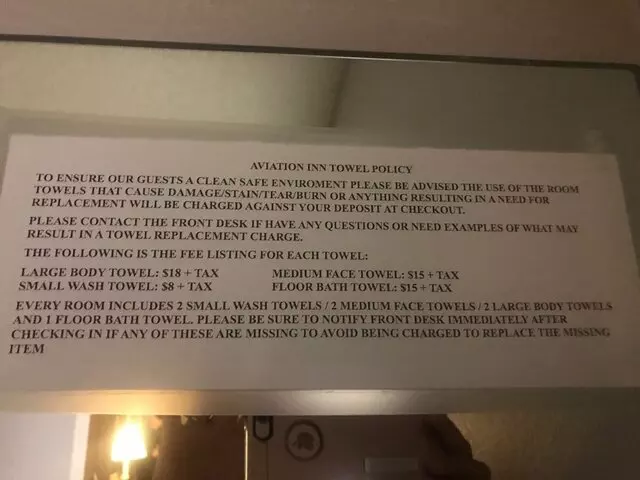 AVIATION INN TOWEL POLICY
TO ENSURE OUR GUESTS A CLEAN SAFE ENVIROMENT PLEASE BE ADVISED THE USE OF THE ROOM
TOWELS THAT CAUSE DAMAGE/STAIN/TEAR/BURN OR ANYTHING RESULTING IN A NEED FOR
REPLACEMENT WILL BE CHARGED AGAINST YOUR DEPOSIT AT CHECKOUT.
PLEASE CONTACT THE FRONT DESK IF HAVE ANY QUESTIONS OR NEED EXAMPLES OF WHAT MAY
RESULT IN A TOWEL REPLACEMENT CHARGE.
THE FOLLOWING IS THE FEE LISTING FOR EACH TOWEL:
LARGE BODY TOWEL: $18 + TAX MEDIUM FACE TOWEL: $15 + TAX
SMALL WASH TOWEL: $8 + TAX FLOOR BATH TOWEL: $15 + TAX
EVERY ROOM INCLUDES 2 SMALL WASH TOWELS / 2 MEDIUM FACE TOWELS / 2 LARGE BODY TOWELS
AND 1 FLOOR BATH TOWEL. PLEASE BE SURE TO NOTIFY FRONT DESK IMMEDIATELY AFTER
CHECKING IN IF ANY OF THESE ARE MISSING TO AVOID BEING CHARGED TO REPLACE THE MISSING
ITEM